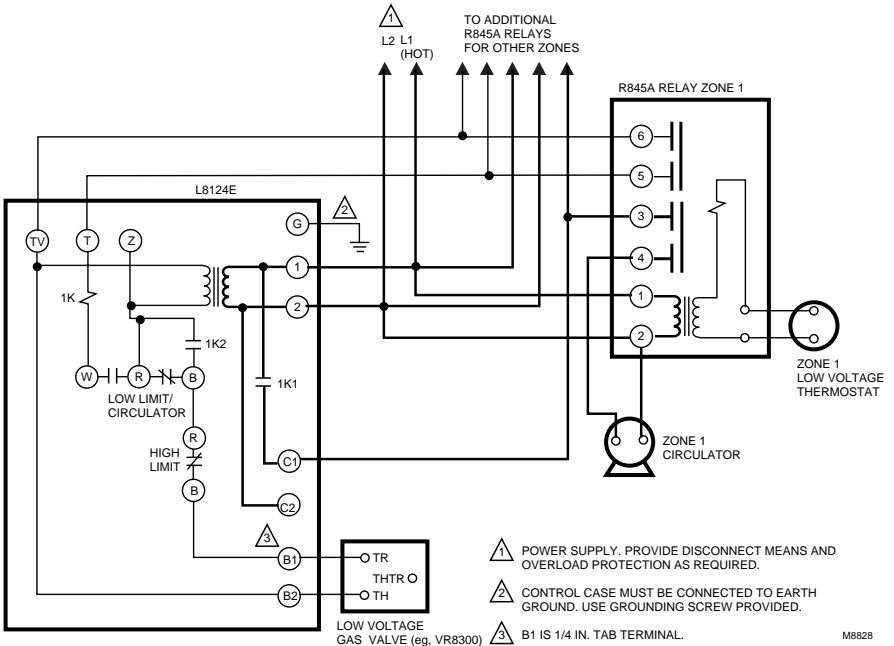 1
L2 L1
(HOT)
TO ADDITIONAL
R845A RELAYS
FOR OTHER ZONES
R845A RELAY ZONE 1
6
5
3
4
1
2
L8124E
G
2
TV
T
Z
1
2
1K
1K2
1K1
W
R
B
LOW LIMIT/
CIRCULATOR
R
HIGH
LIMIT
B
C1
C2
3
B1
B2
TR
THTR
TH
LOW VOLTAGE
GAS VALVE (eg, VR8300)
ZONE 1
LOW VOLTAGE
THERMOSTAT
ZONE 1
CIRCULATOR
1 POWER SUPPLY. PROVIDE DISCONNECT MEANS AND
OVERLOAD PROTECTION AS REQUIRED.
2 CONTROL CASE MUST BE CONNECTED TO EARTH
GROUND. USE GROUNDING SCREW PROVIDED.
3 B1 IS 1/4 IN. TAB TERMINAL.
M8828